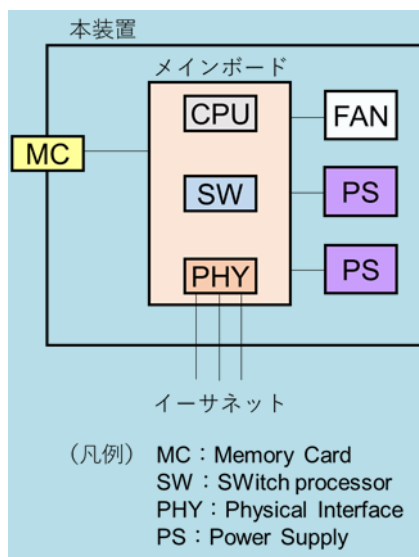 本装置
メインボード
CPU
FAN
MC
SW
PS
PHY
PS
イーサネット
(凡例) MC：Memory Card
SW：SWitch processor
PHY：Physical Interface
PS：Power Supply